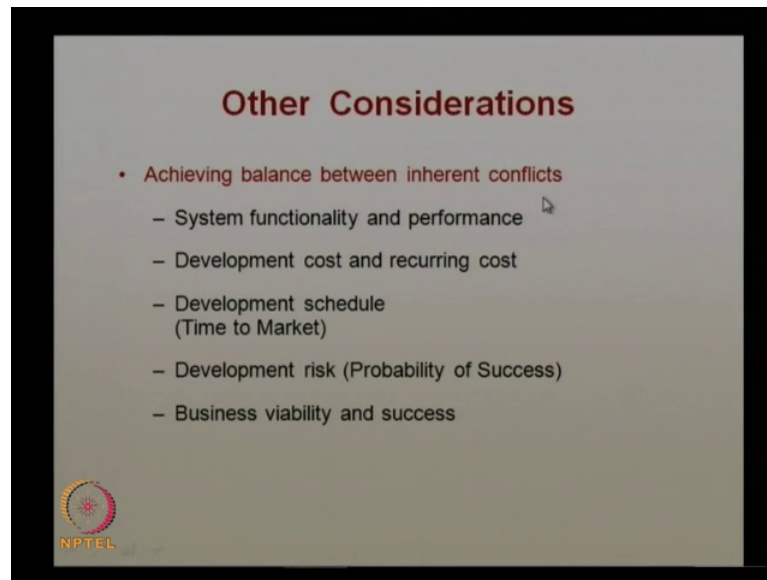 Other Considerations
• Achieving balance between inherent conflicts
– System functionality and performance
– Development cost and recurring cost
– Development schedule
(Time to Market)
– Development risk (Probability of Success)
– Business viability and success
NPTEL